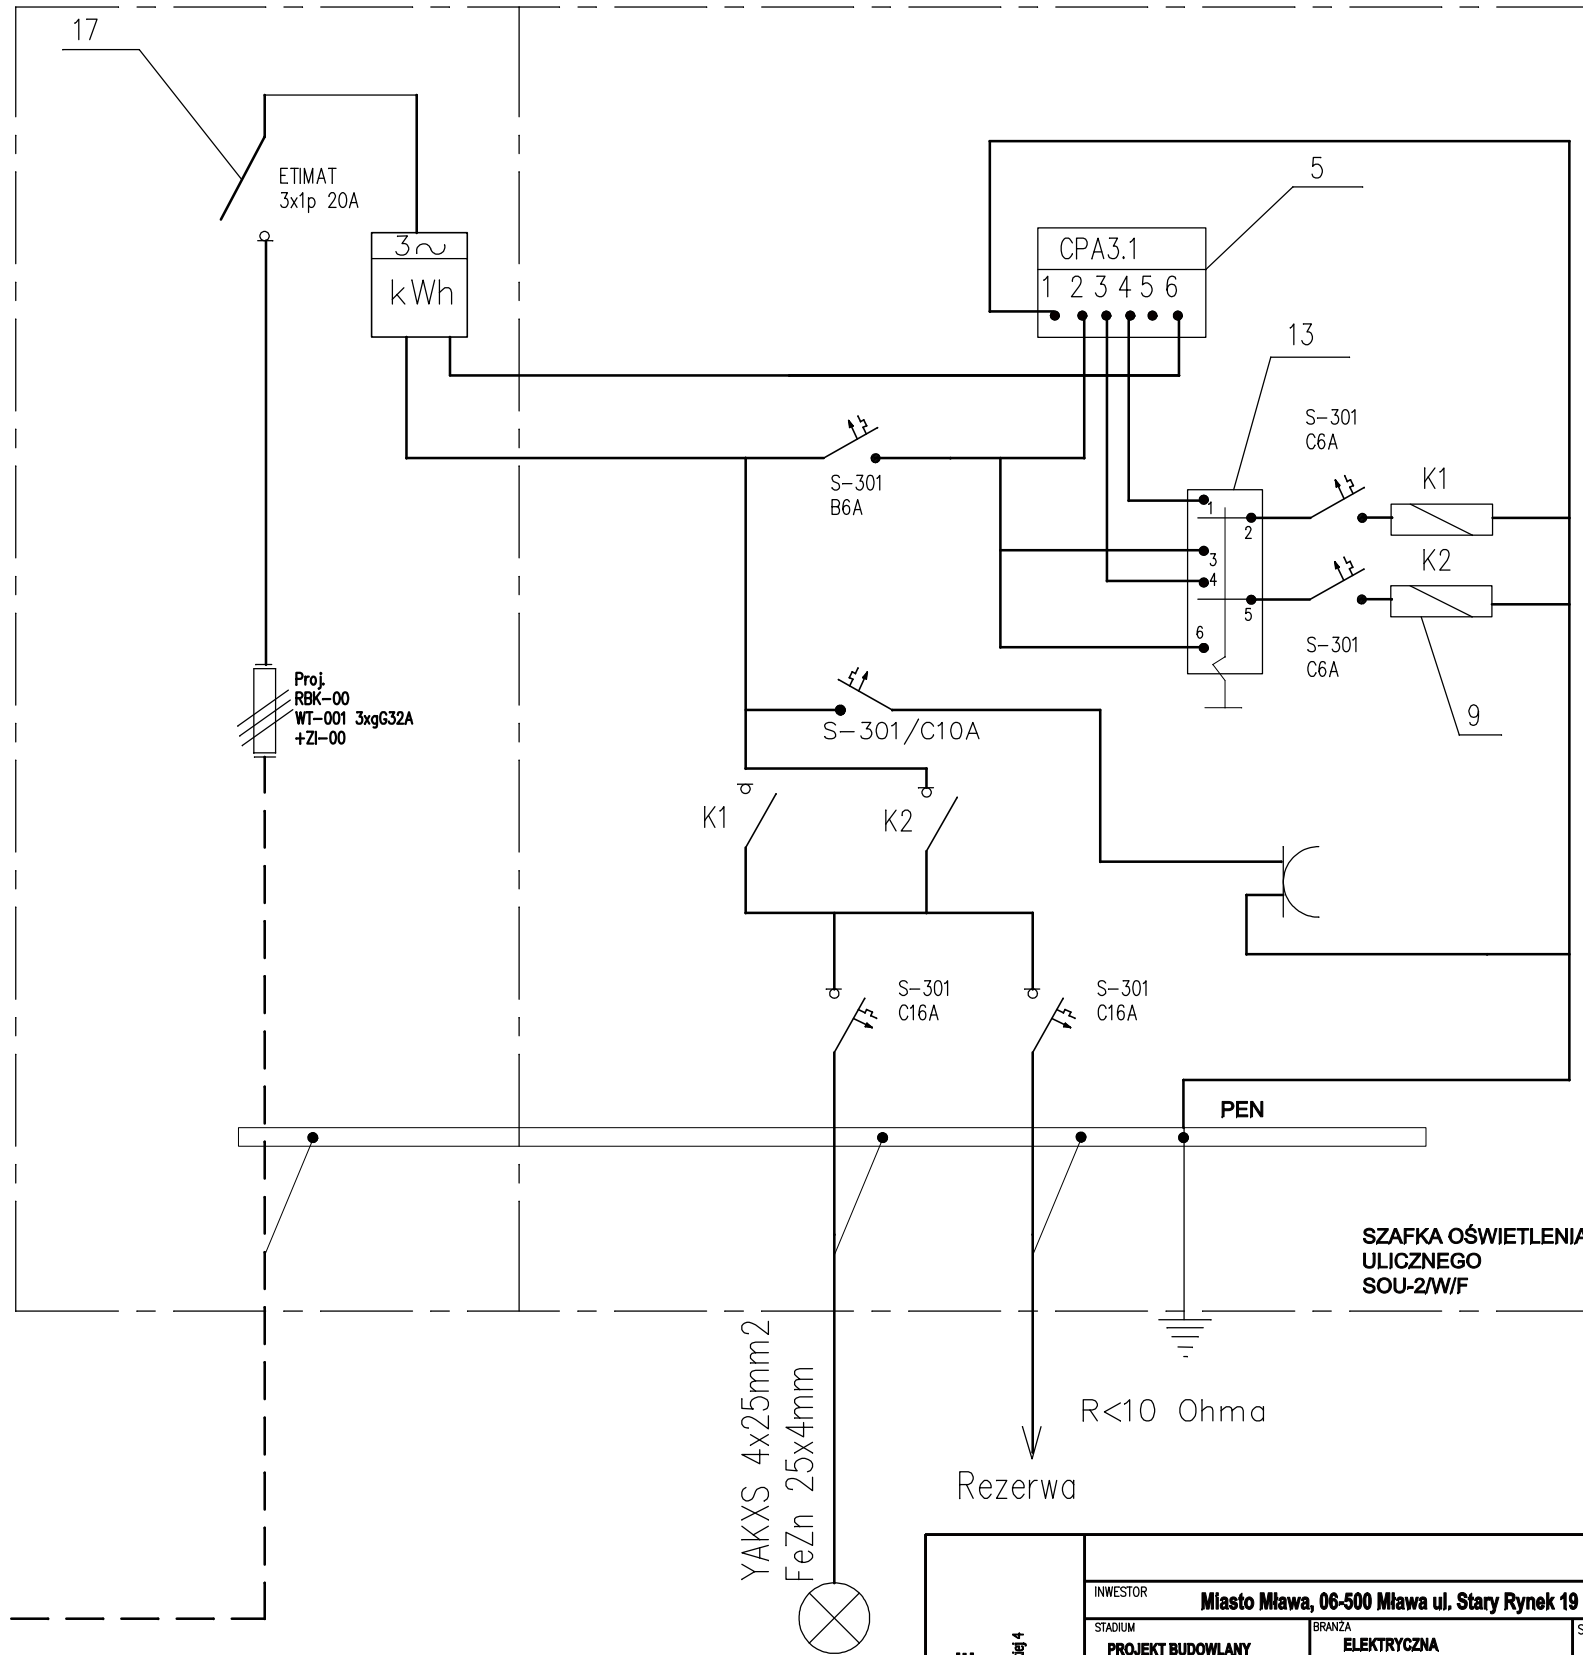 17
ETIMAT
3x1p 20A
3~
kWh
5
CPA3.1
1 2 3 4 5 6
13
S-301
C6A
S-301
B6A
K1
1
2
3
4
K2
5
6
S-301
C6A
9
Proj.
RBK-00
WT-001 3xgG32A
+ZI-00
S-301/C10A
K1
K2
S-301
C16A
S-301
C16A
PEN
SZAFKA OŚWIETLENIA
ULICZNEGO
SOU-2/W/F
YAKXS 4x25mm2
FeZn 25x4mm
R<10 Ohma
Rezerwa
INWESTOR
Miasto Mława, 06-500 Mława ul. Stary Rynek 19
STADIUM
PROJEKT BUDOWLANY
BRANŻA
ELEKTRYCZNA